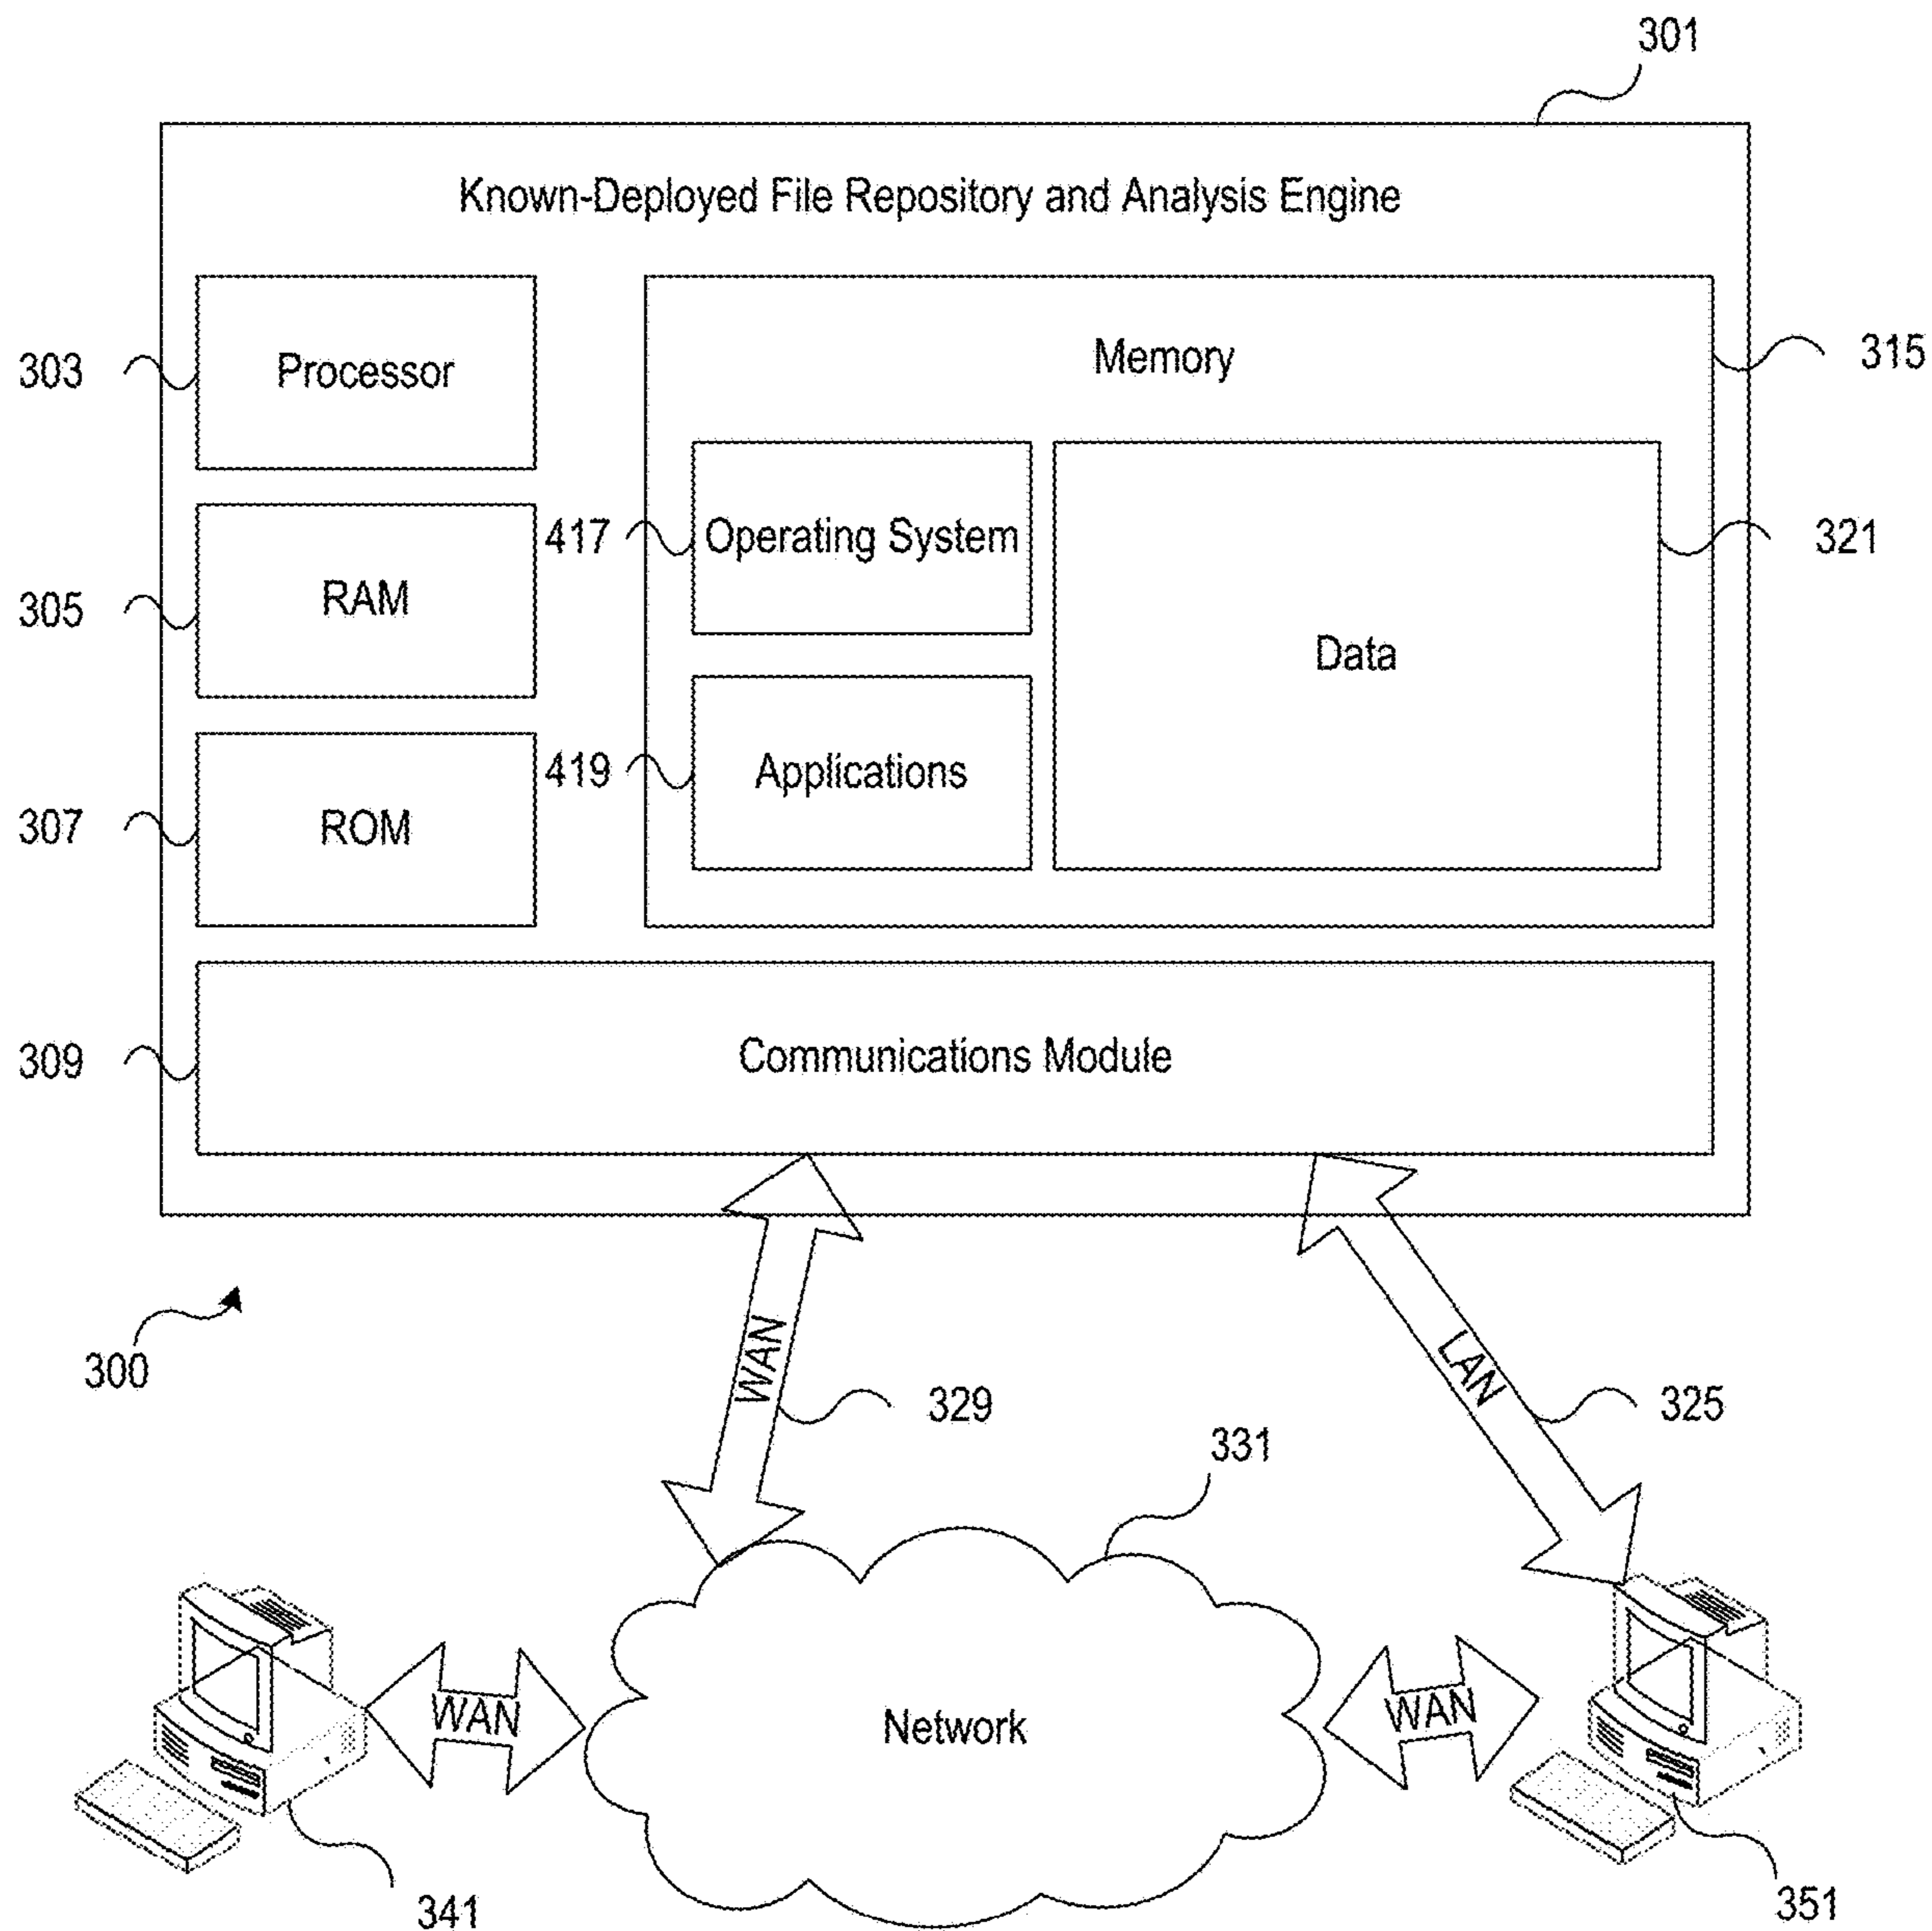 301
Known-Deployed File Repository and Analysis Engine
303
Processor
Memory
315
417
Operating System
321
305
RAM
Data
419
Applications
307
ROM
309
Communications Module
300
WAN
329
LAN
325
331
WAN
Network
WAN
341
351